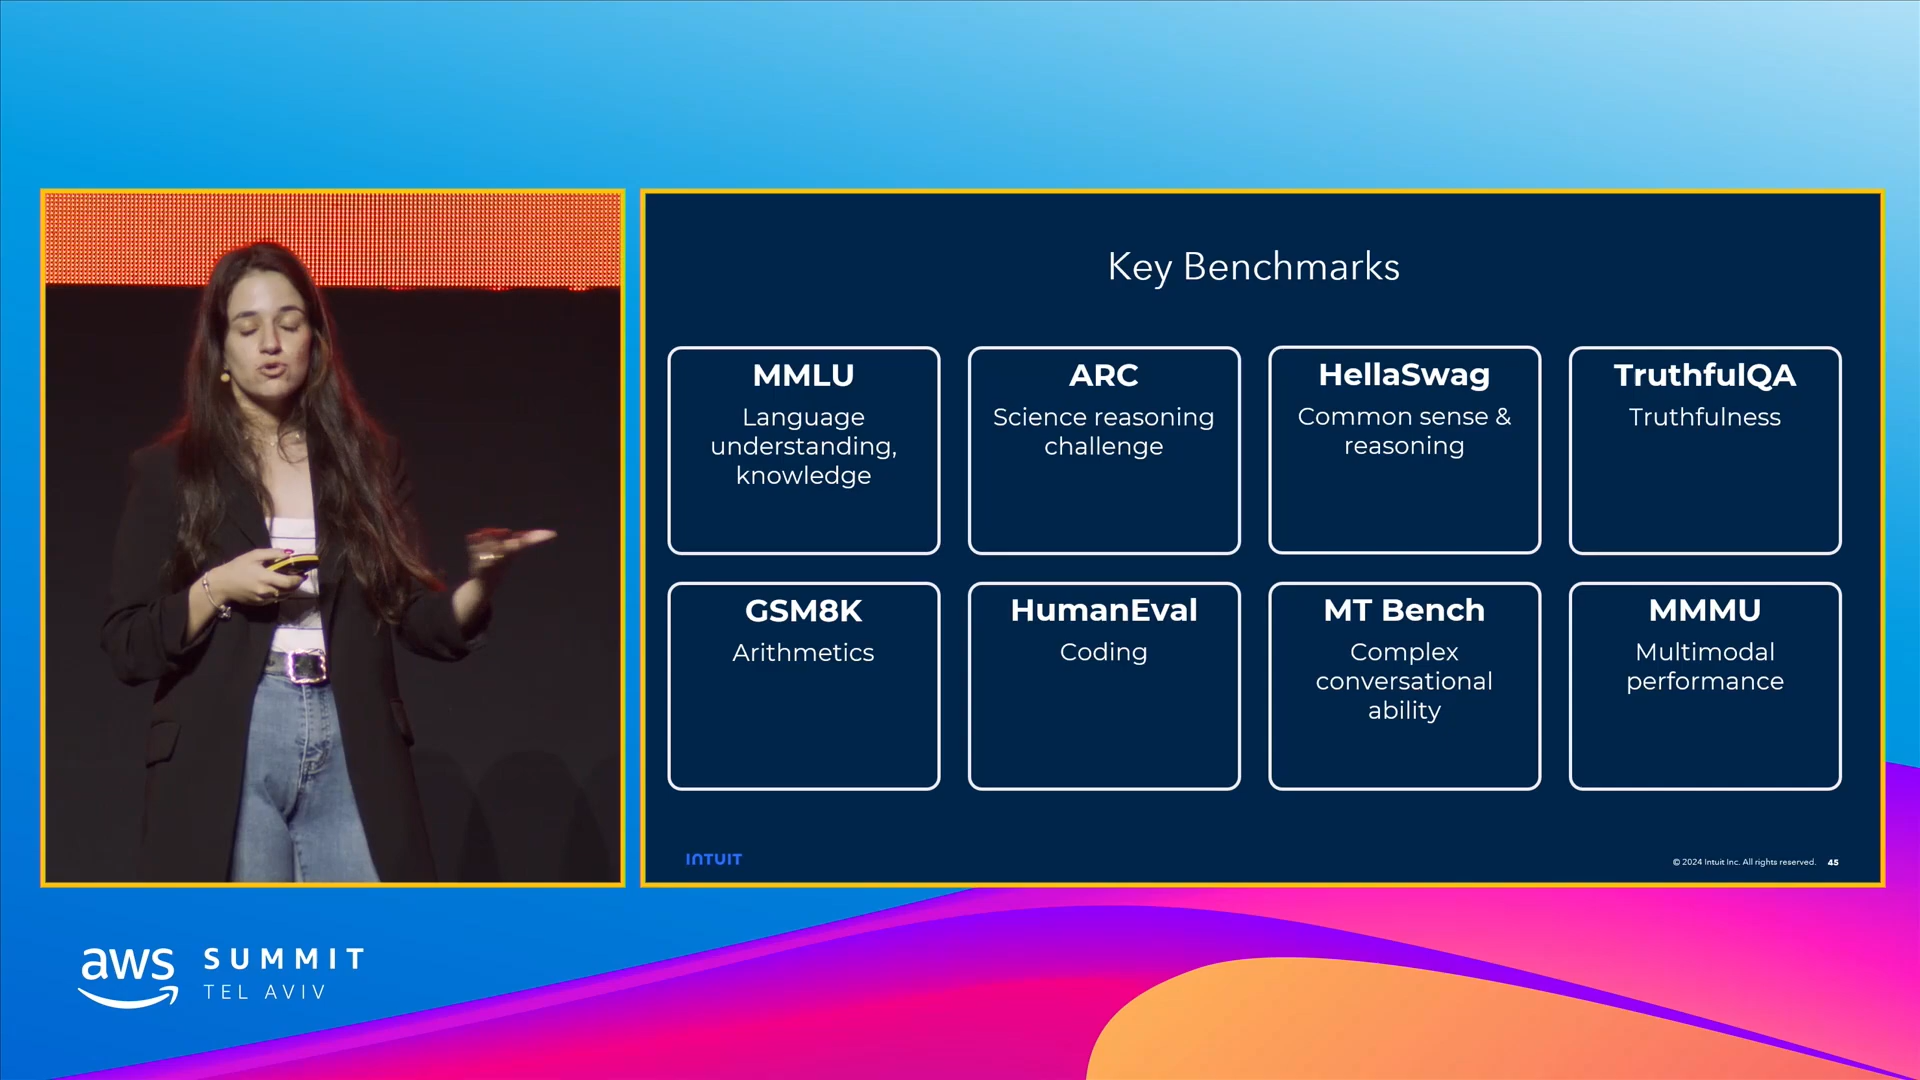 Key Benchmarks
MMLU
Language
understanding,
knowledge
ARC
Science reasoning
challenge
HellaSwag
Common sense &
reasoning
TruthfulQA
Truthfulness
GSM8K
Arithmetics
HumanEval
Coding
MT Bench
Complex
conversational
ability
MMMU
Multimodal
performance
INTUIT
© 2024 Intuit Inc. All rights reserved. 45
aws SUMMIT
TEL AVIV